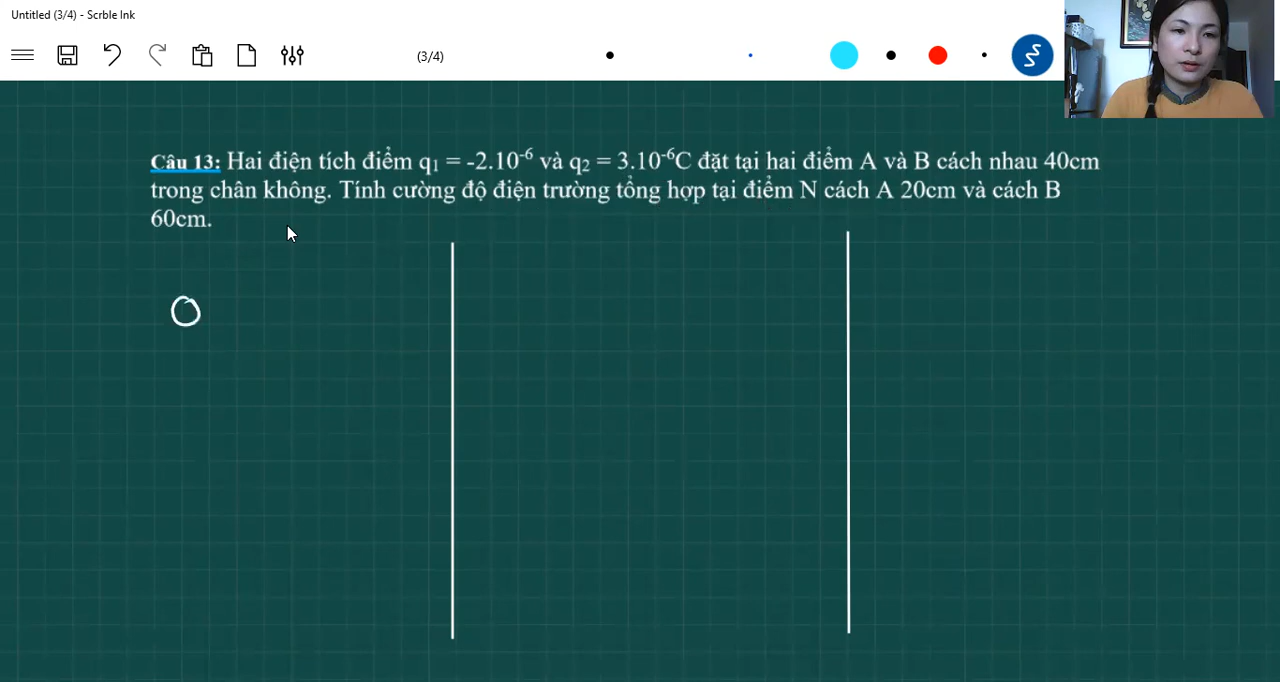 Untitled (3/4) - Scrble Ink
(3/4)
Câu 13: Hai điện tích điểm q₁ = -2.10⁻⁶ và q₂ = 3.10⁻⁶C đặt tại hai điểm A và B cách nhau 40cm
trong chân không. Tính cường độ điện trường tổng hợp tại điểm N cách A 20cm và cách B
60cm.